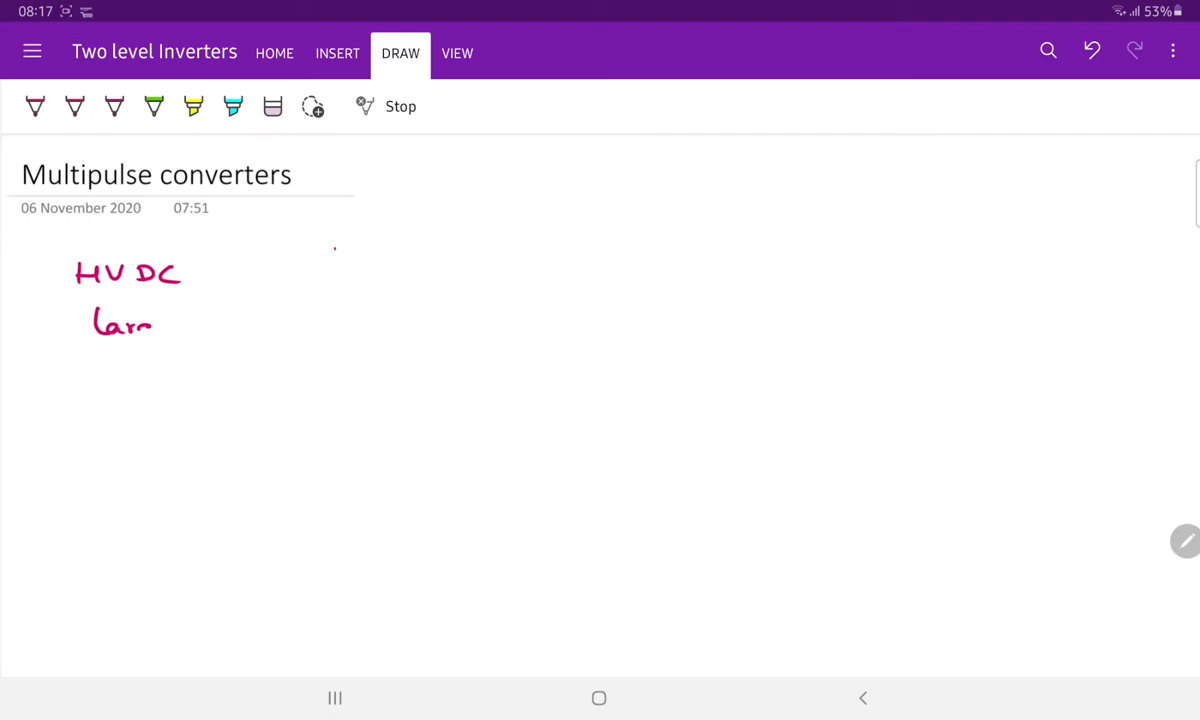 08:17 53%
Two level Inverters HOME INSERT DRAW VIEW
Stop
Multipulse converters
06 November 2020 07:51
HV DC